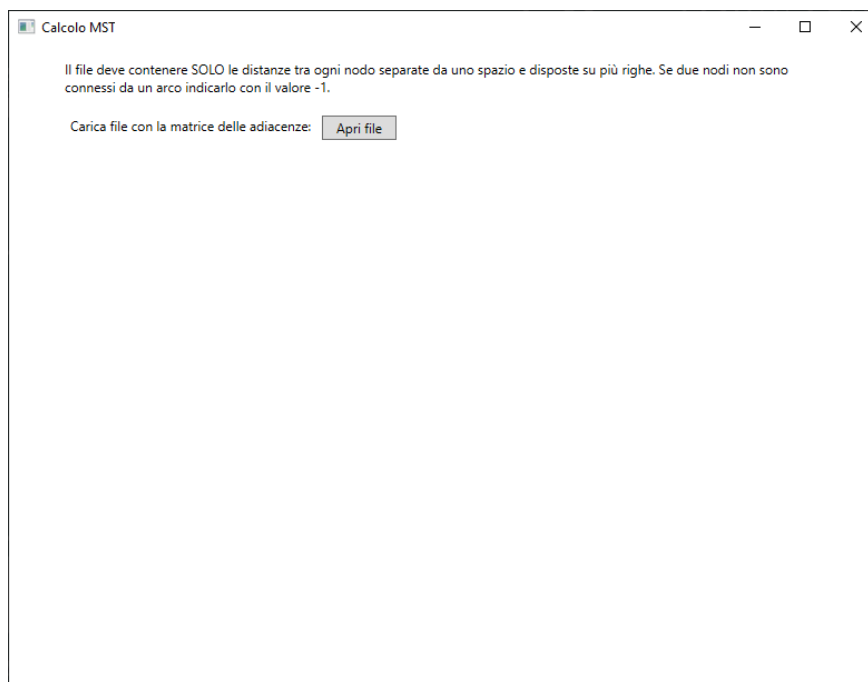 Calcolo MST
Il file deve contenere SOLO le distanze tra ogni nodo separate da uno spazio e disposte su più righe. Se due nodi non sono
connessi da un arco indicarlo con il valore -1.
Carica file con la matrice delle adiacenze: Apri file